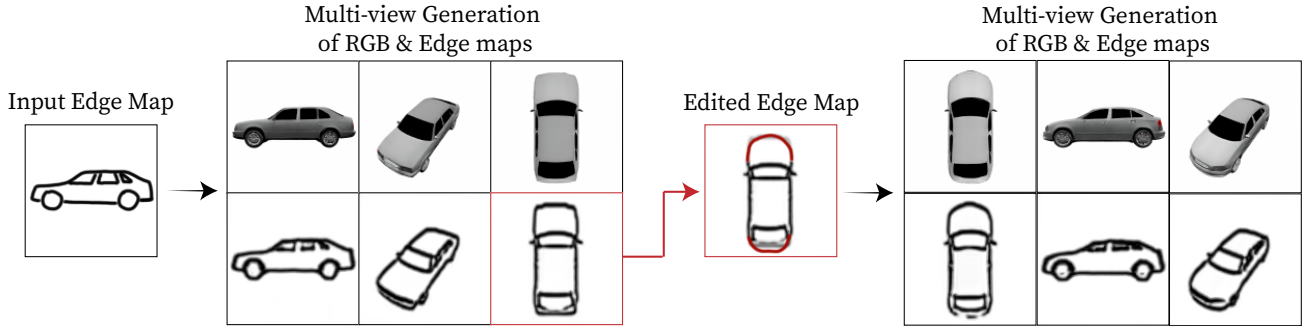 Multi-view Generation
of RGB & Edge maps
Input Edge Map
Edited Edge Map
Multi-view Generation
of RGB & Edge maps